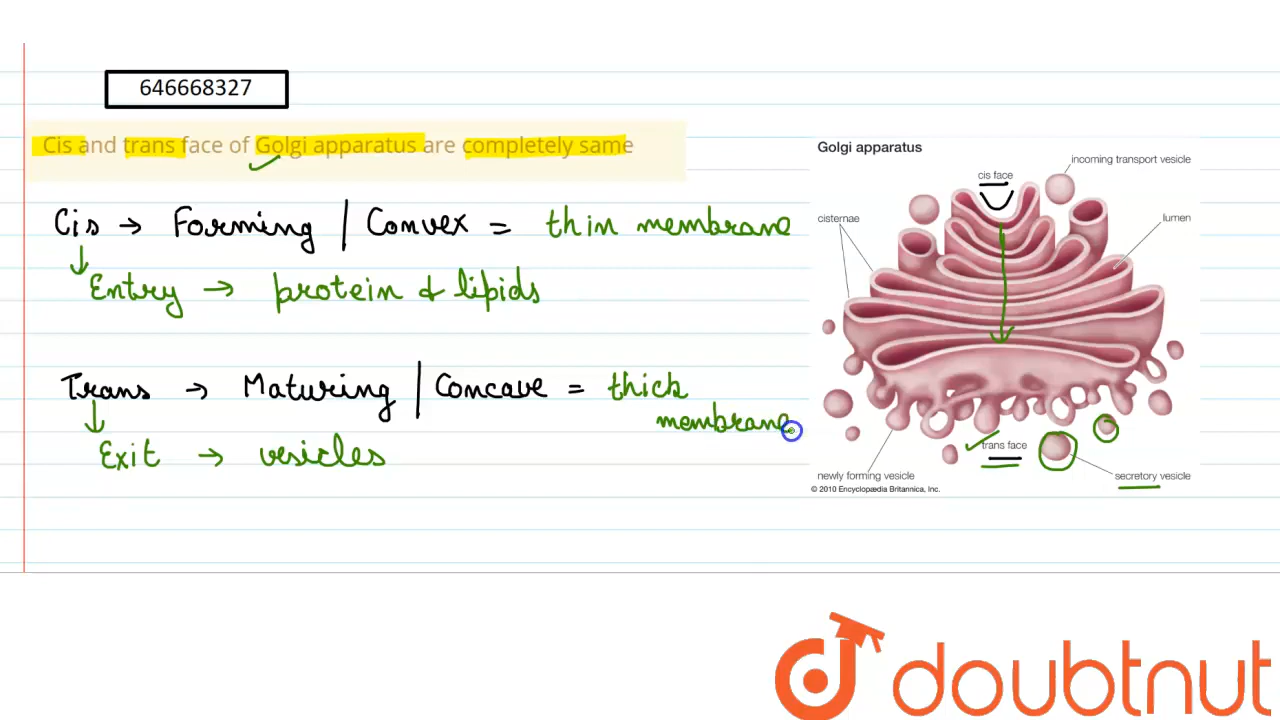 646668327
Cis and trans face of Golgi apparatus are completely same
Cis → Forming | Convex = thin membrane
↓
Entry → protein & lipids
Trans → Maturing | Concave = thick
membrane
↓
Exit → vesicles
Golgi apparatus
incoming transport vesicle
cis face
cisternae
lumen
trans face
newly forming vesicle
secretory vesicle
© 2010 Encyclopædia Britannica, Inc.
doubtnut